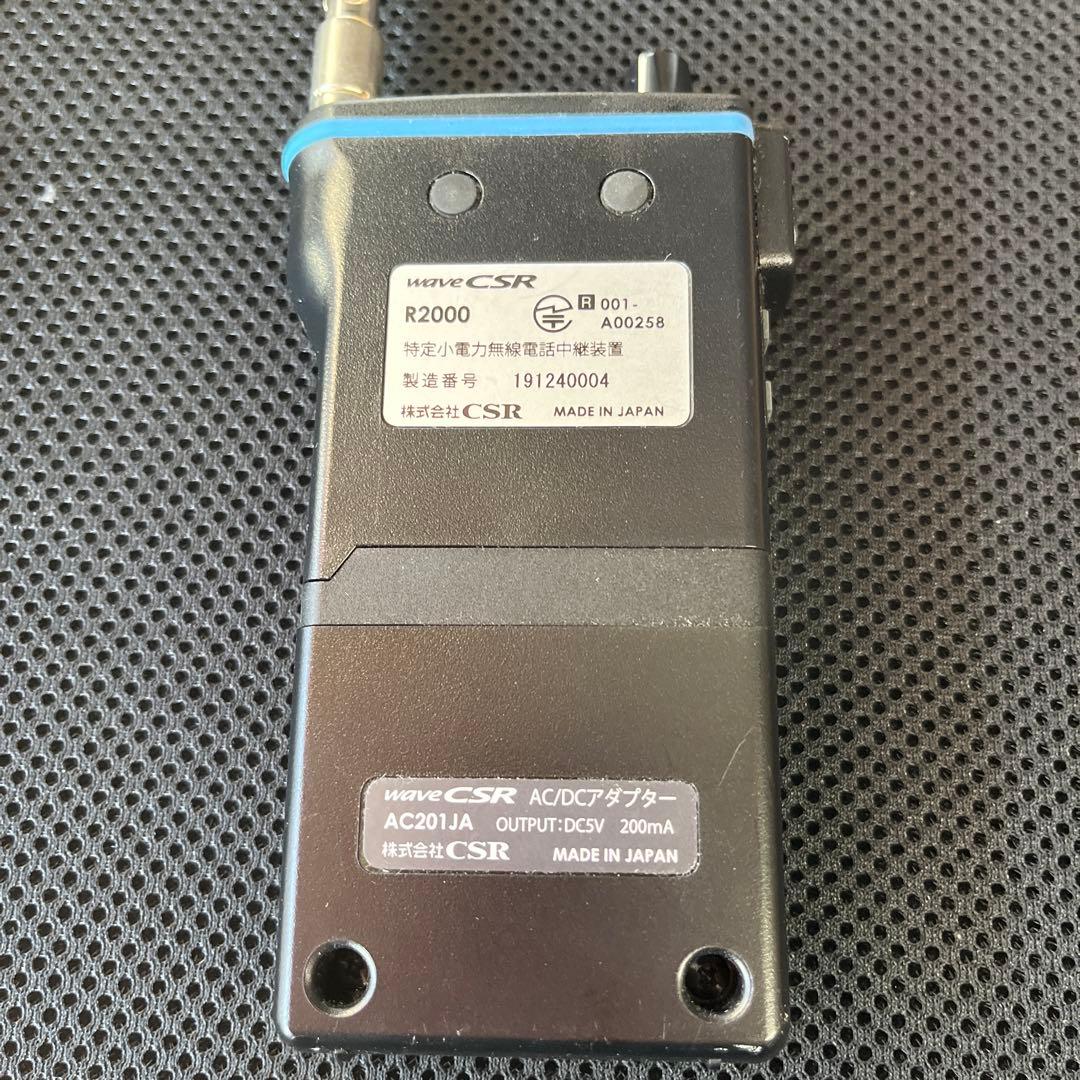 wave CSR
R2000 R 001-
A00258
特定小電力無線電話中継装置
製造番号 191240004
株式会社CSR MADE IN JAPAN
wave CSR AC/DCアダプター
AC201JA OUTPUT:DC5V 200mA
株式会社CSR MADE IN JAPAN